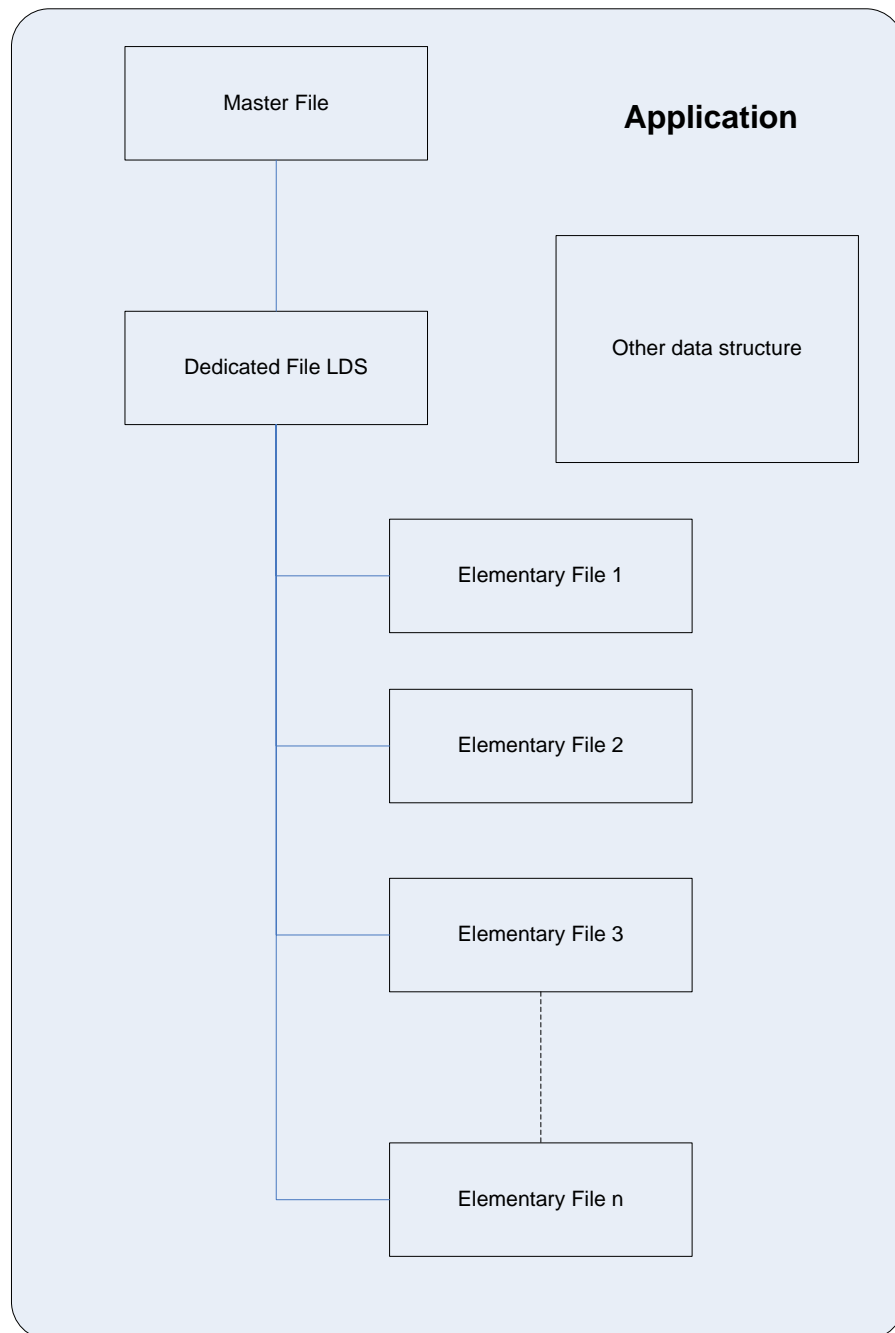 Master File
Application
Other data structure
Dedicated File LDS
Elementary File 1
Elementary File 2
Elementary File 3
Elementary File n